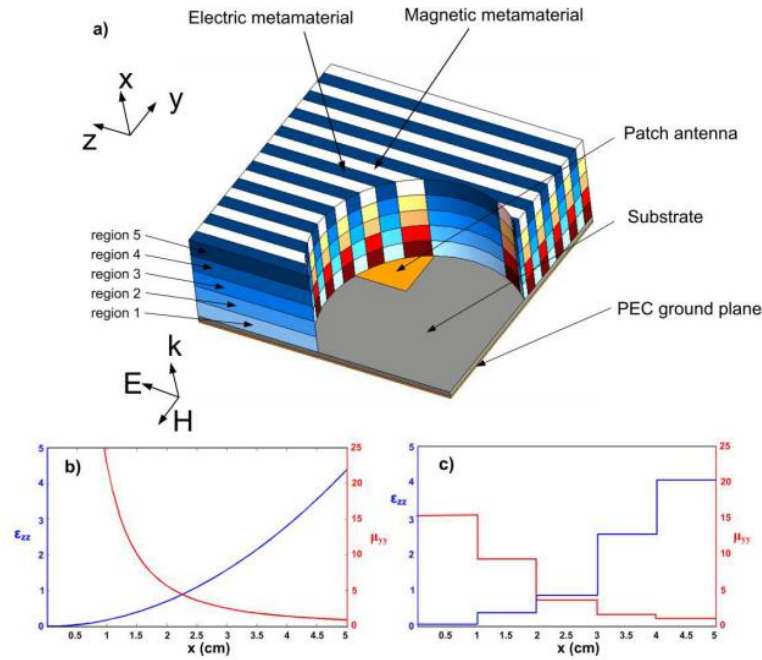 a)
Electric metamaterial
Magnetic metamaterial
x
y
z
Patch antenna
Substrate
region 5
region 4
region 3
region 2
region 1
PEC ground plane
k
E
H
b)
5
4
3
2
1
0
εzz
25
20
15
10
5
0
μyy
0.5 1 1.5 2 2.5 3 3.5 4 4.5 5
x (cm)
c)
5
4
3
2
1
0
εzz
25
20
15
10
5
0
μyy
0.5 1 1.5 2 2.5 3 3.5 4 4.5 5
x (cm)